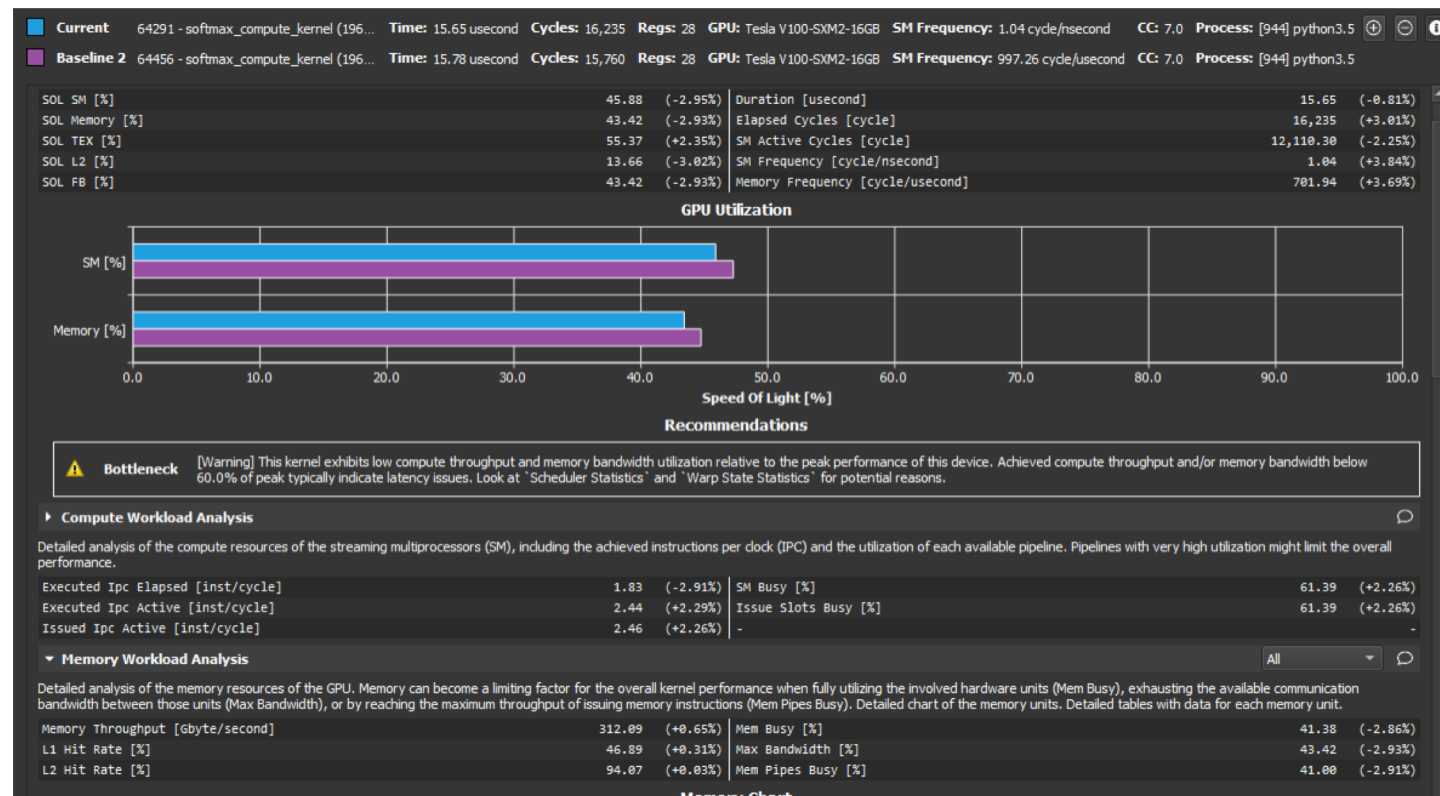 Current 64291 - softmax_compute_kernel (196... Time: 15.65 usecond Cycles: 16,235 Regs: 28 GPU: Tesla V100-SXM2-16GB SM Frequency: 1.04 cycle/nsecond CC: 7.0 Process: [944] python3.5
Baseline 2 64456 - softmax_compute_kernel (196... Time: 15.78 usecond Cycles: 15,760 Regs: 28 GPU: Tesla V100-SXM2-16GB SM Frequency: 997.26 cycle/usecond CC: 7.0 Process: [944] python3.5
SOL SM [%] 45.88 (-2.95%) Duration [usecond] 15.65 (-0.81%)
SOL Memory [%] 43.42 (-2.93%) Elapsed Cycles [cycle] 16,235 (+3.01%)
SOL TEX [%] 55.37 (+2.35%) SM Active Cycles [cycle] 12,110.30 (-2.25%)
SOL L2 [%] 13.66 (-3.02%) SM Frequency [cycle/nsecond] 1.04 (+3.84%)
SOL FB [%] 43.42 (-2.93%) Memory Frequency [cycle/usecond] 701.94 (+3.69%)
GPU Utilization
SM [%]
Memory [%]
0.0 10.0 20.0 30.0 40.0 50.0 60.0 70.0 80.0 90.0 100.0
Speed Of Light [%]
Recommendations
Bottleneck [Warning] This kernel exhibits low compute throughput and memory bandwidth utilization relative to the peak performance of this device. Achieved compute throughput and/or memory bandwidth below
60.0% of peak typically indicate latency issues. Look at `Scheduler Statistics` and `Warp State Statistics` for potential reasons.
Compute Workload Analysis
Detailed analysis of the compute resources of the streaming multiprocessors (SM), including the achieved instructions per clock (IPC) and the utilization of each available pipeline. Pipelines with very high utilization might limit the overall
performance.
Executed Ipc Elapsed [inst/cycle] 1.83 (-2.91%) SM Busy [%] 61.39 (+2.26%)
Executed Ipc Active [inst/cycle] 2.44 (+2.29%) Issue Slots Busy [%] 61.39 (+2.26%)
Issued Ipc Active [inst/cycle] 2.46 (+2.26%) - -
Memory Workload Analysis All
Detailed analysis of the memory resources of the GPU. Memory can become a limiting factor for the overall kernel performance when fully utilizing the involved hardware units (Mem Busy), exhausting the available communication
bandwidth between those units (Max Bandwidth), or by reaching the maximum throughput of issuing memory instructions (Mem Pipes Busy). Detailed chart of the memory units. Detailed tables with data for each memory unit.
Memory Throughput [Gbyte/second] 312.09 (+0.65%) Mem Busy [%] 41.38 (-2.86%)
L1 Hit Rate [%] 46.89 (+0.31%) Max Bandwidth [%] 43.42 (-2.93%)
L2 Hit Rate [%] 94.07 (+0.03%) Mem Pipes Busy [%] 41.00 (-2.91%)
Memory Chart